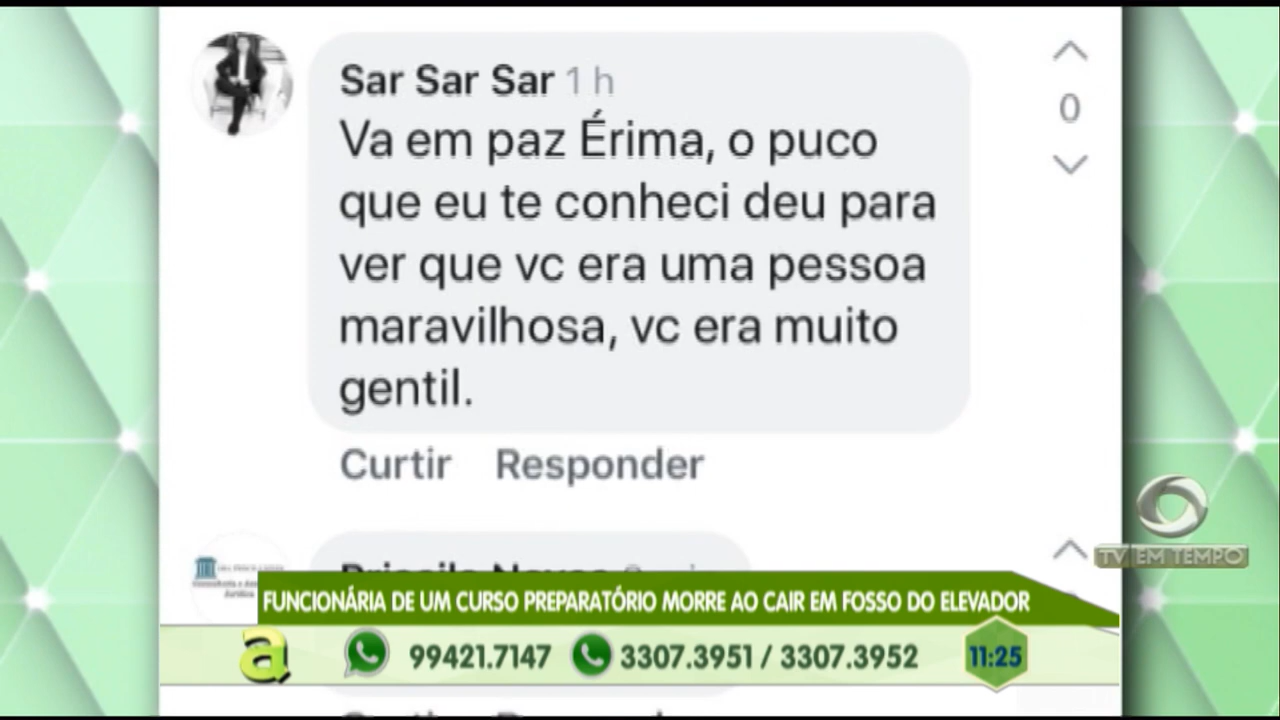 Sar Sar Sar 1 h
Va em paz Érima, o puco
que eu te conheci deu para
ver que vc era uma pessoa
maravilhosa, vc era muito
gentil.
0
Curtir Responder
TV EM TEMPO
FUNCIONÁRIA DE UM CURSO PREPARATÓRIO MORRE AO CAIR EM FOSSO DO ELEVADOR
a 99421.7147 3307.3951 / 3307.3952 11:25